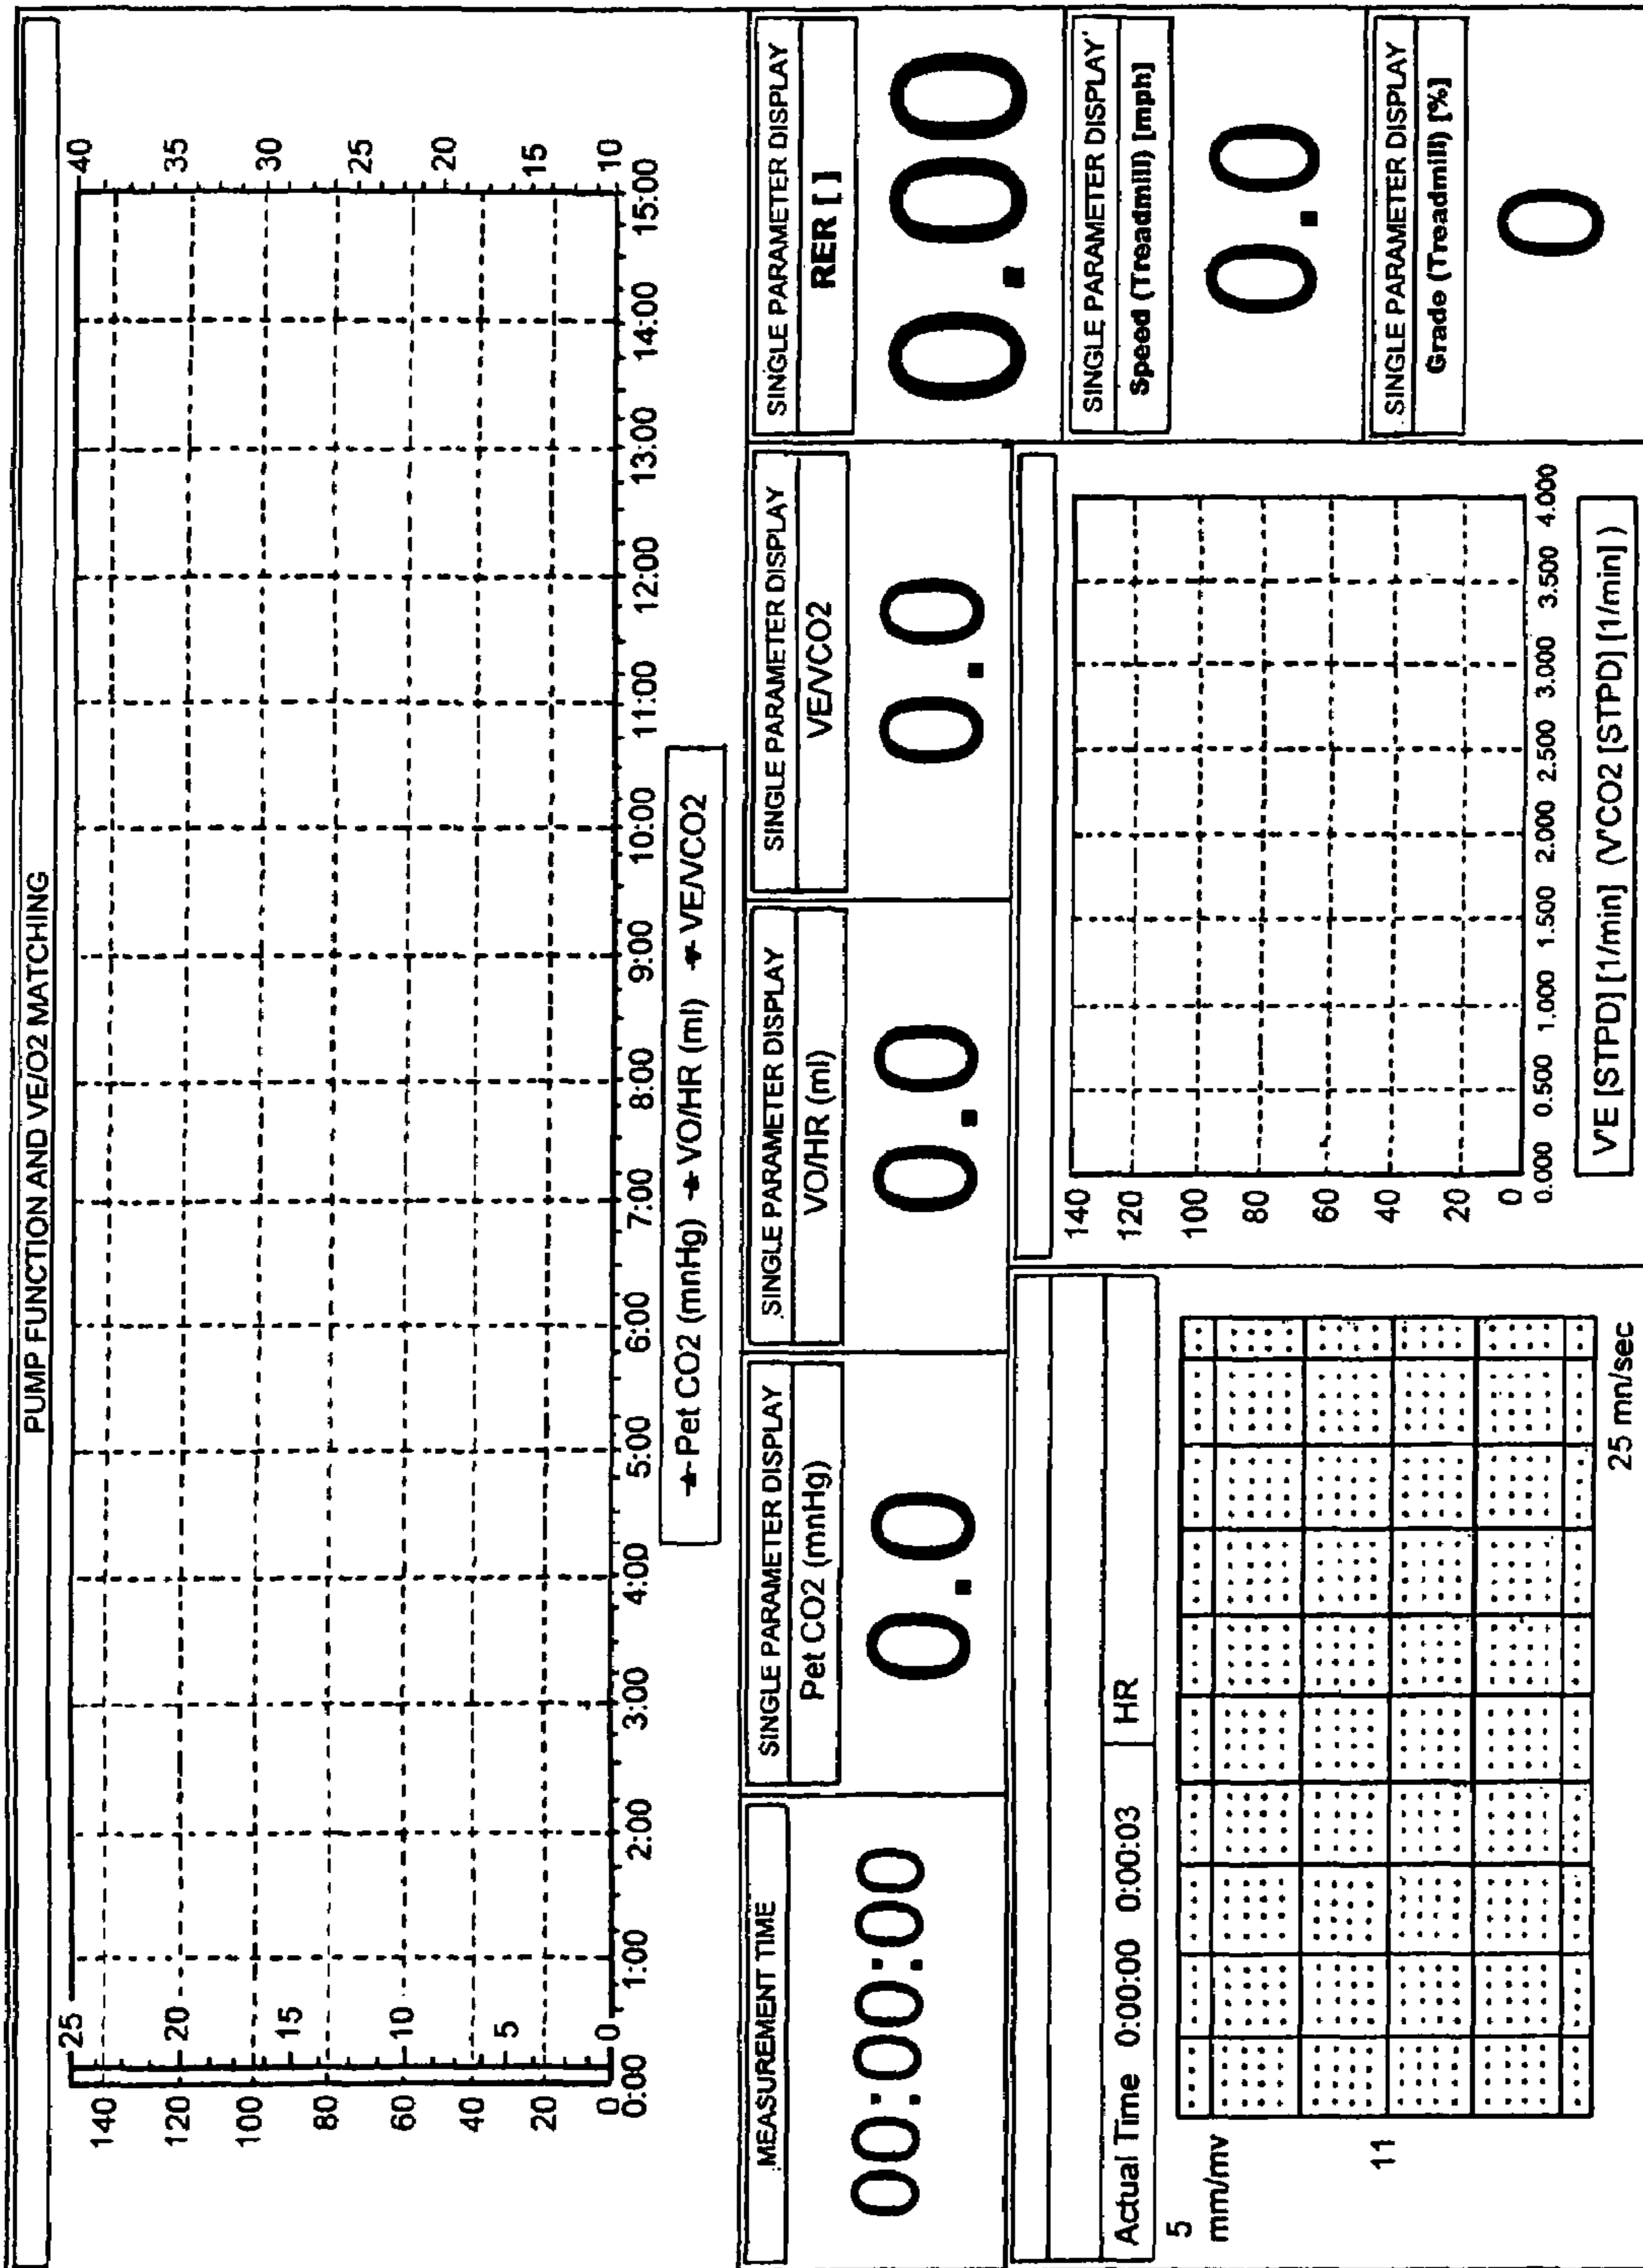 PUMP FUNCTION AND VE/O2 MATCHING
25
20
15
10
5
0
140
120
100
80
60
40
20
0
40
35
30
25
20
15
10
0:00 1:00 2:00 3:00 4:00 5:00 6:00 7:00 8:00 9:00 10:00 11:00 12:00 13:00 14:00 15:00
Pet CO2 (mnHg) VO/HR (ml) VE/VCO2
MEASUREMENT TIME
00:00:00
SINGLE PARAMETER DISPLAY
Pet CO2 (mnHg)
0.0
SINGLE PARAMETER DISPLAY
VO/HR (ml)
0.0
SINGLE PARAMETER DISPLAY
VE/VCO2
0.0
SINGLE PARAMETER DISPLAY
RER [ ]
0.00
Actual Time 0:00:00 0:00:03 HR
5
mm/mv
11
25 mn/sec
140
120
100
80
60
40
20
0
0.000 0.500 1.000 1.500 2.000 2.500 3.000 3.500 4.000
V'E [STPD] [1/min] (V'CO2 [STPD] [1/min] )
SINGLE PARAMETER DISPLAY'
Speed (Treadmill) [mph]
0.0
SINGLE PARAMETER DISPLAY
Grade (Treadmill) [%]
0